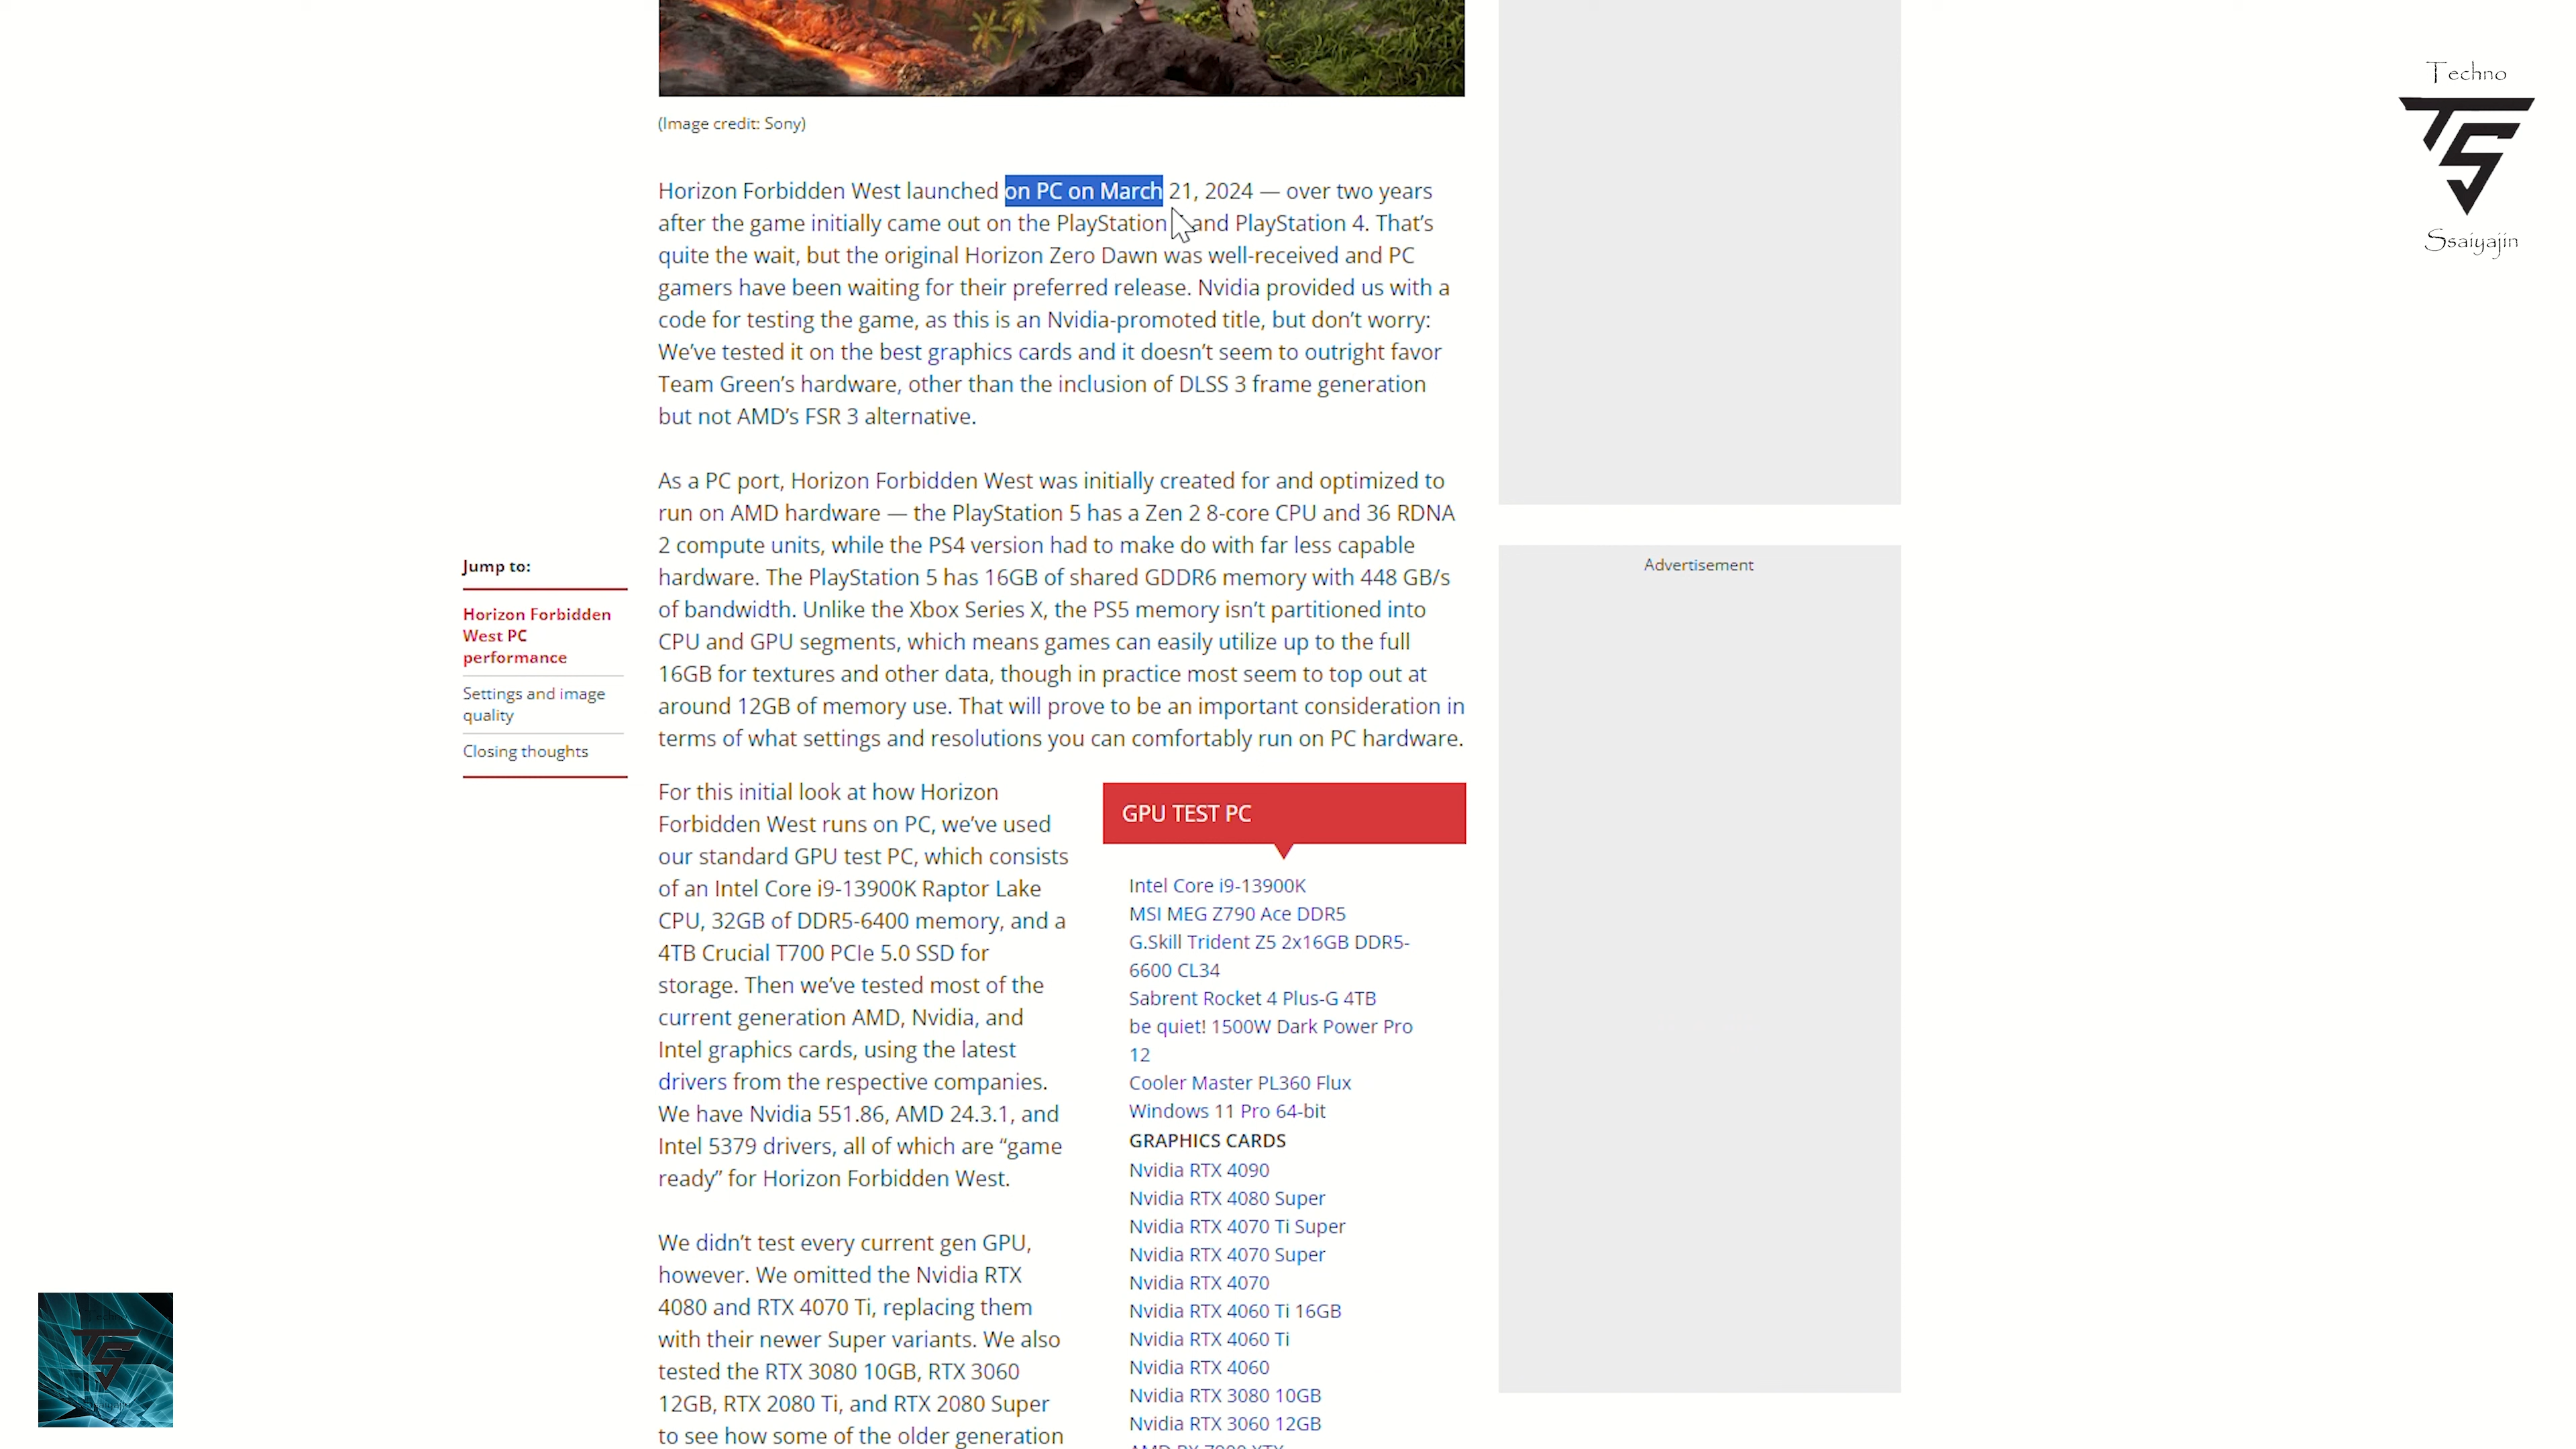 Techno
Ssaiyajin
(Image credit: Sony)
Horizon Forbidden West launched on PC on March 21, 2024 — over two years
after the game initially came out on the PlayStation and PlayStation 4. That’s
quite the wait, but the original Horizon Zero Dawn was well-received and PC
gamers have been waiting for their preferred release. Nvidia provided us with a
code for testing the game, as this is an Nvidia-promoted title, but don’t worry:
We’ve tested it on the best graphics cards and it doesn’t seem to outright favor
Team Green’s hardware, other than the inclusion of DLSS 3 frame generation
but not AMD’s FSR 3 alternative.
As a PC port, Horizon Forbidden West was initially created for and optimized to
run on AMD hardware — the PlayStation 5 has a Zen 2 8-core CPU and 36 RDNA
2 compute units, while the PS4 version had to make do with far less capable
hardware. The PlayStation 5 has 16GB of shared GDDR6 memory with 448 GB/s
of bandwidth. Unlike the Xbox Series X, the PS5 memory isn’t partitioned into
CPU and GPU segments, which means games can easily utilize up to the full
16GB for textures and other data, though in practice most seem to top out at
around 12GB of memory use. That will prove to be an important consideration in
terms of what settings and resolutions you can comfortably run on PC hardware.
Jump to:
Horizon Forbidden
West PC
performance
Settings and image
quality
Closing thoughts
Advertisement
For this initial look at how Horizon
Forbidden West runs on PC, we’ve used
our standard GPU test PC, which consists
of an Intel Core i9-13900K Raptor Lake
CPU, 32GB of DDR5-6400 memory, and a
4TB Crucial T700 PCIe 5.0 SSD for
storage. Then we’ve tested most of the
current generation AMD, Nvidia, and
Intel graphics cards, using the latest
drivers from the respective companies.
We have Nvidia 551.86, AMD 24.3.1, and
Intel 5379 drivers, all of which are “game
ready” for Horizon Forbidden West.
We didn’t test every current gen GPU,
however. We omitted the Nvidia RTX
4080 and RTX 4070 Ti, replacing them
with their newer Super variants. We also
tested the RTX 3080 10GB, RTX 3060
12GB, RTX 2080 Ti, and RTX 2080 Super
to see how some of the older generation
GPU TEST PC
Intel Core i9-13900K
MSI MEG Z790 Ace DDR5
G.Skill Trident Z5 2x16GB DDR5-
6600 CL34
Sabrent Rocket 4 Plus-G 4TB
be quiet! 1500W Dark Power Pro
12
Cooler Master PL360 Flux
Windows 11 Pro 64-bit
GRAPHICS CARDS
Nvidia RTX 4090
Nvidia RTX 4080 Super
Nvidia RTX 4070 Ti Super
Nvidia RTX 4070 Super
Nvidia RTX 4070
Nvidia RTX 4060 Ti 16GB
Nvidia RTX 4060 Ti
Nvidia RTX 4060
Nvidia RTX 3080 10GB
Nvidia RTX 3060 12GB